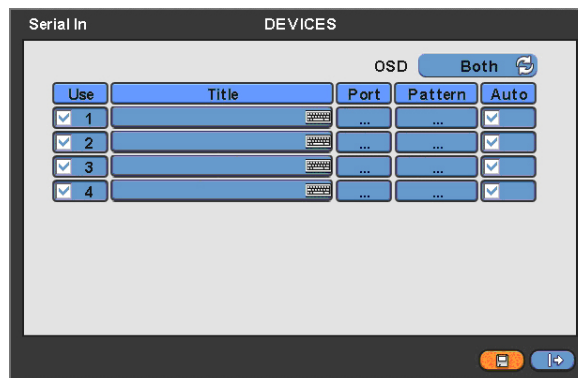 Serial In DEVICES
OSD Both
Use Title Port Pattern Auto
1 ... ...
2 ... ...
3 ... ...
4 ... ...